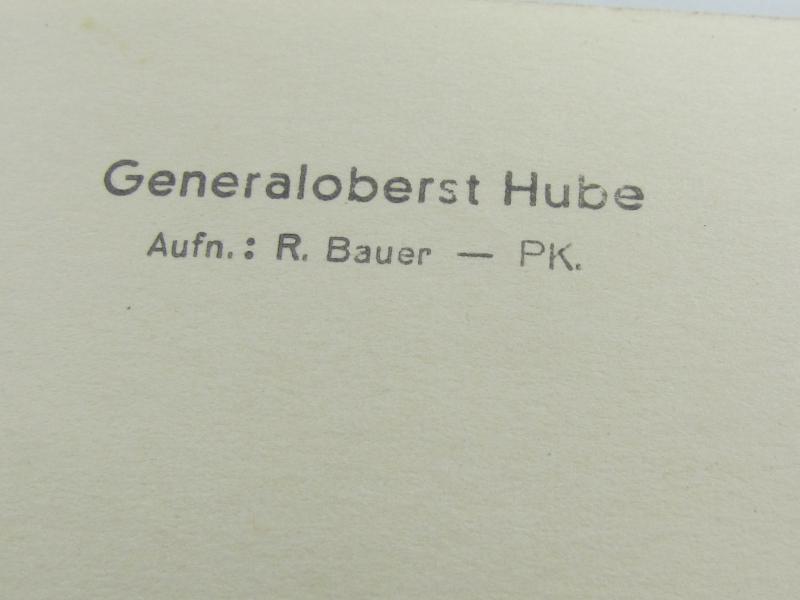 Generaloberst Hube
Aufn.: R. Bauer — PK.